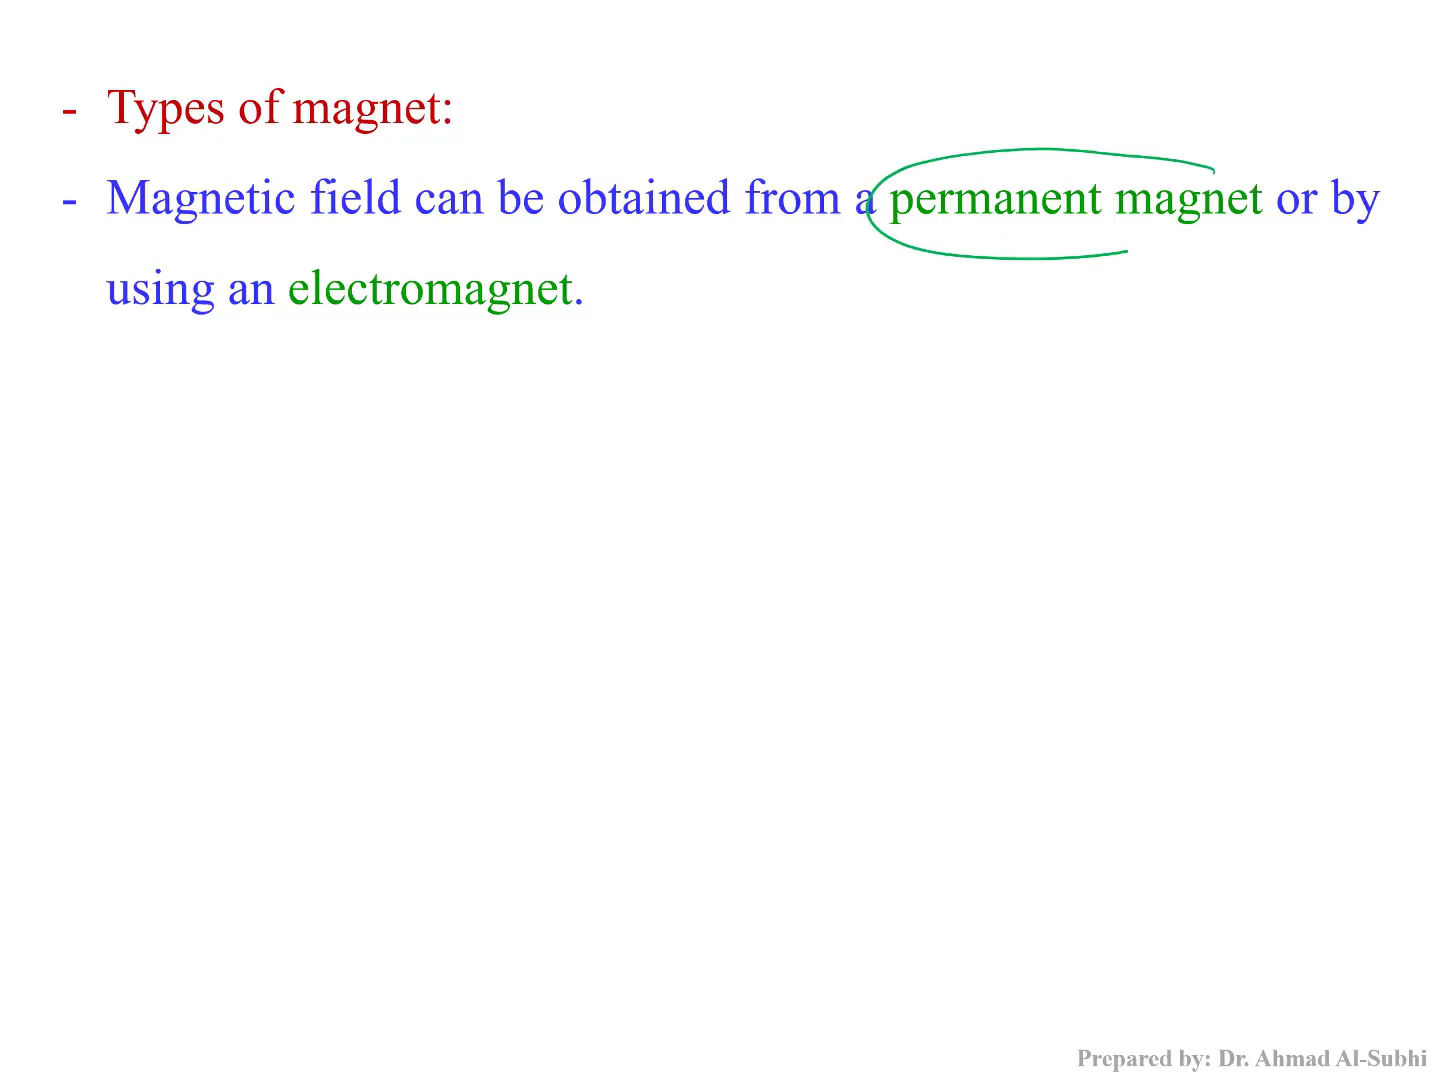 - Types of magnet:
- Magnetic field can be obtained from a permanent magnet or by
using an electromagnet.
Prepared by: Dr. Ahmad Al-Subhi